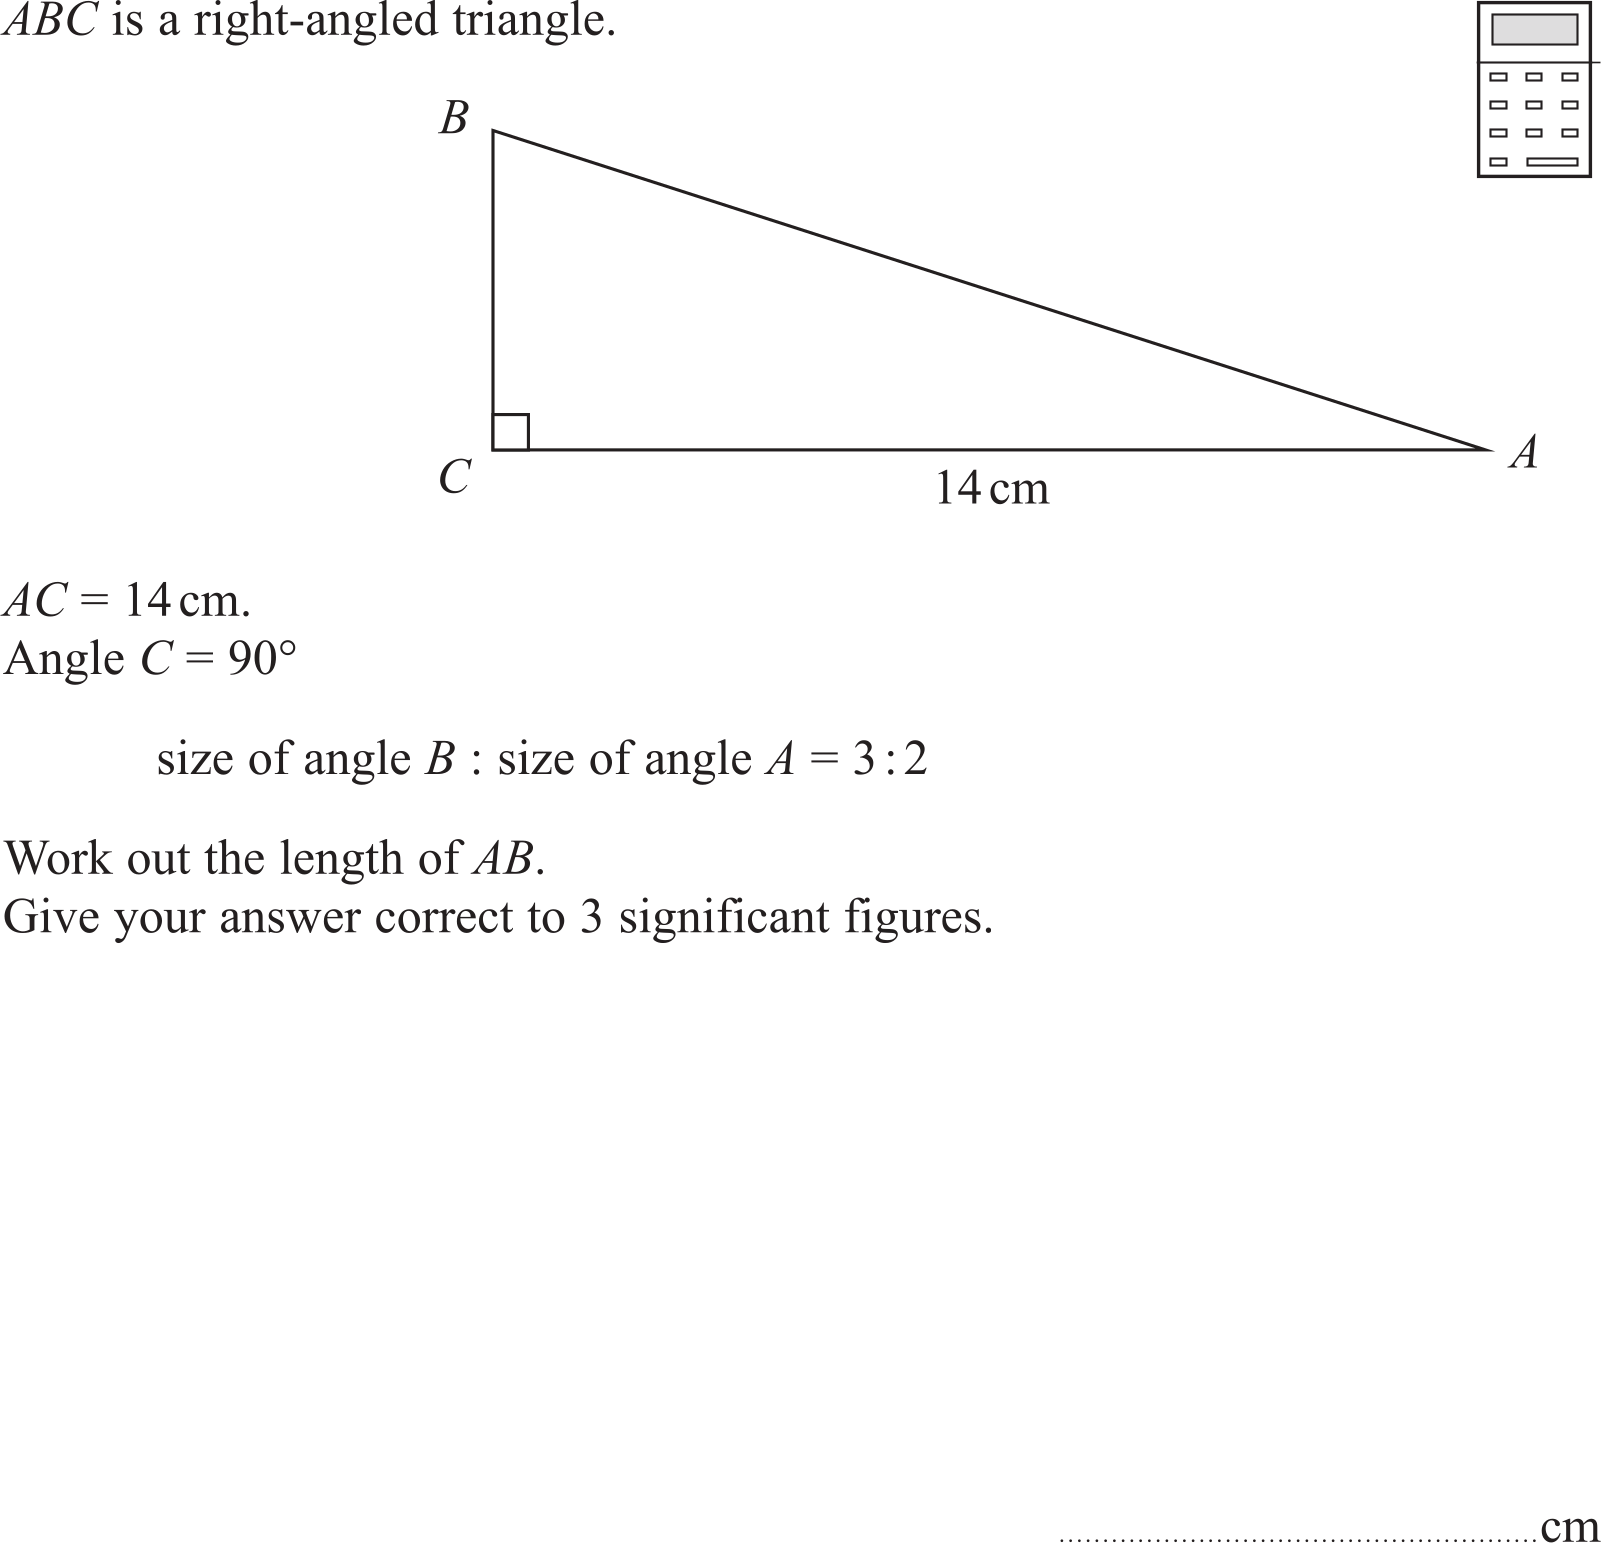 ABC is a right-angled triangle.
B
C
A
14 cm
AC = 14 cm.
Angle C = 90°
size of angle B : size of angle A = 3 : 2
Work out the length of AB.
Give your answer correct to 3 significant figures.
........................................................cm